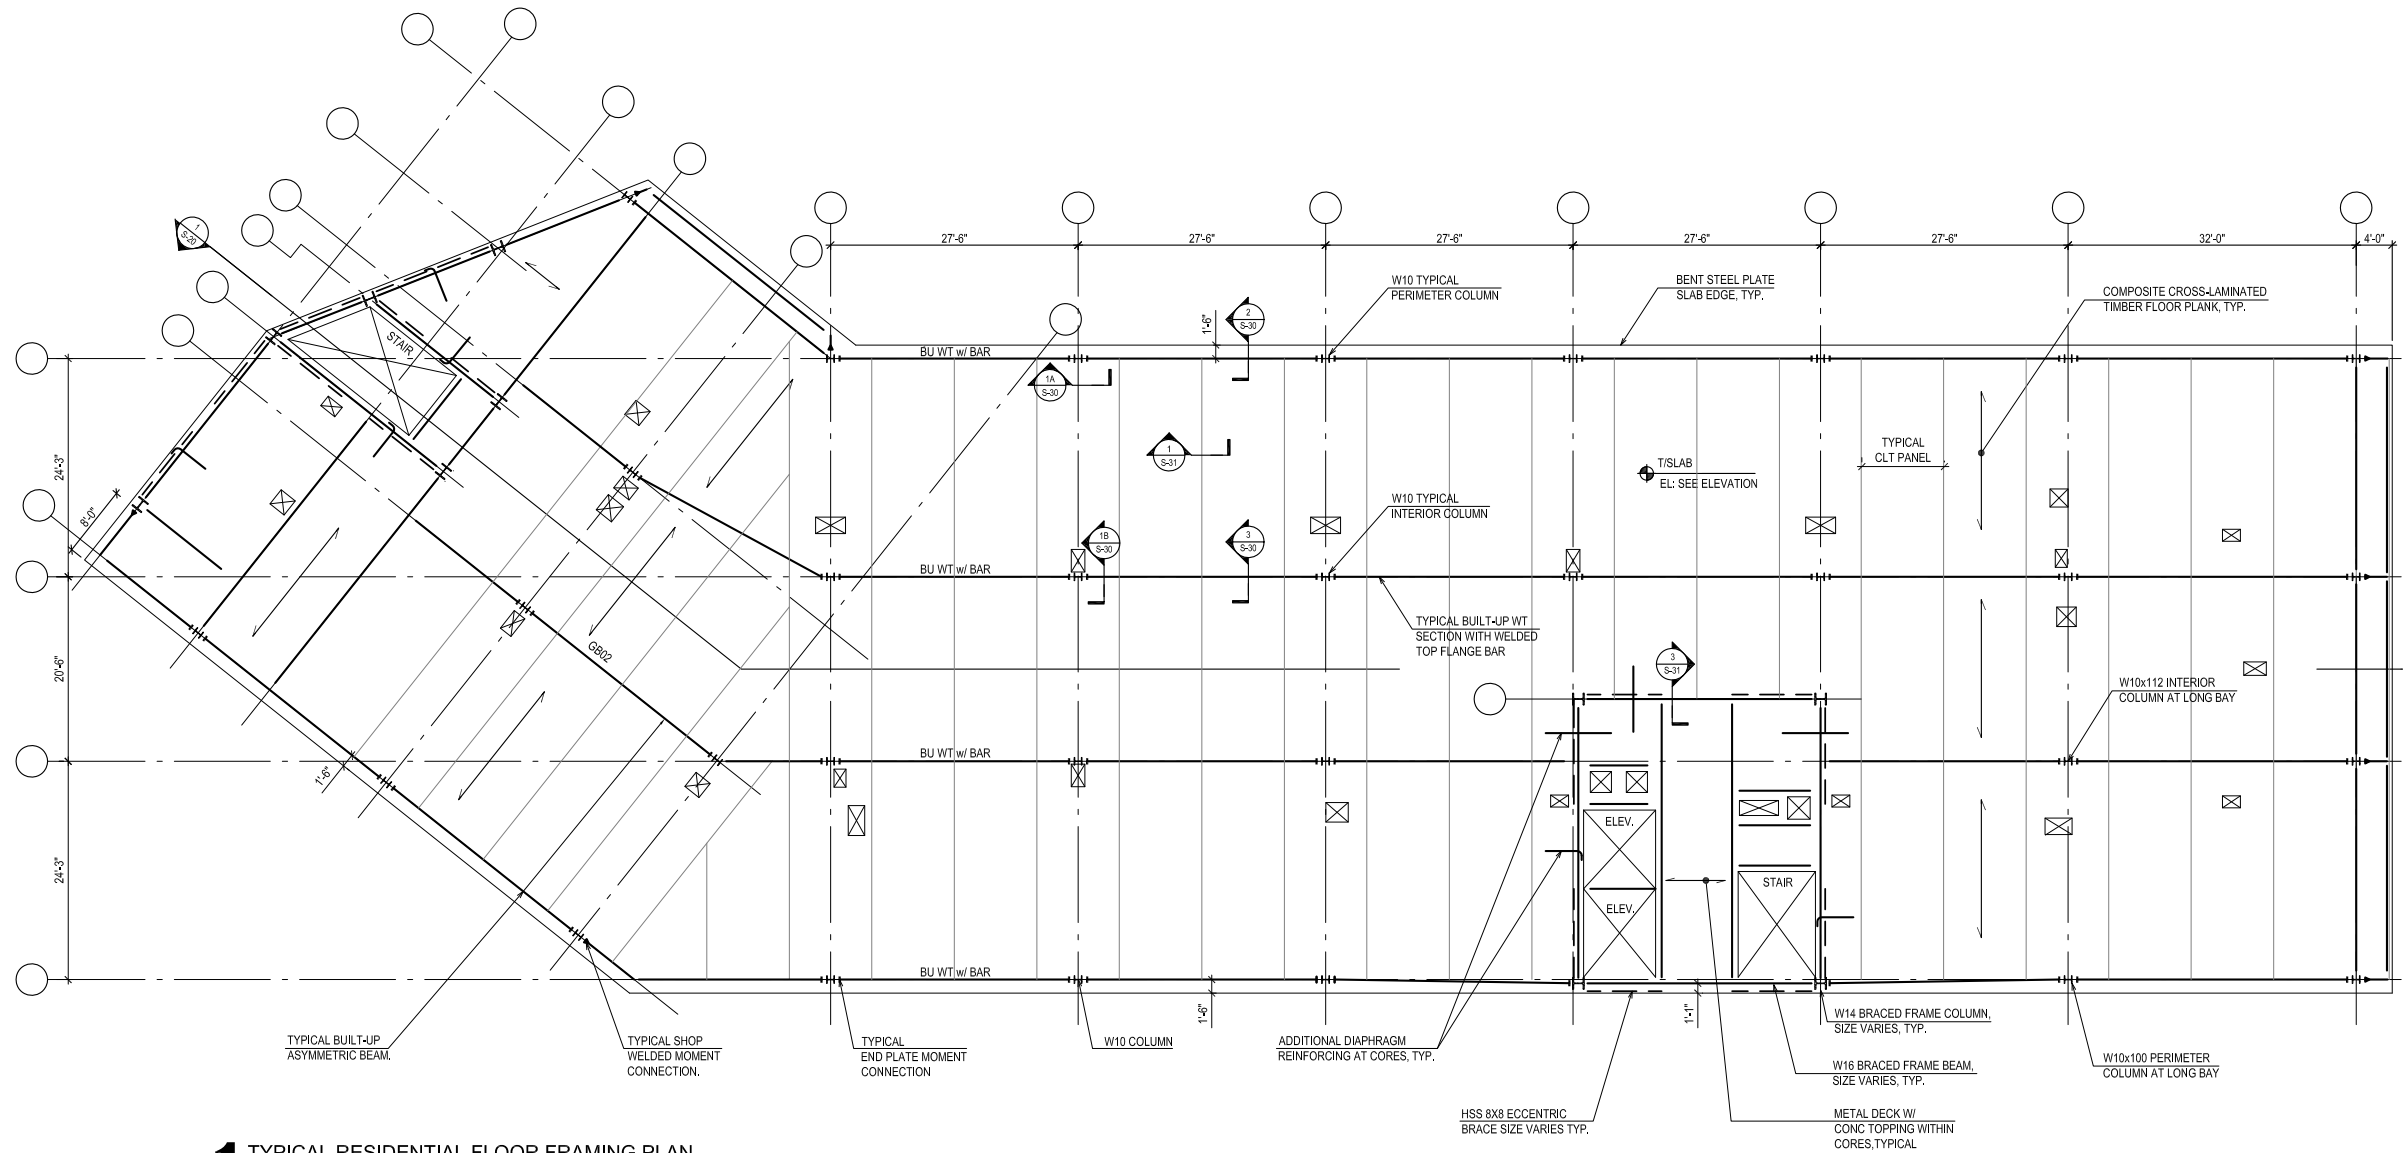 1
S-20
27'-6"
27'-6"
27'-6"
27'-6"
27'-6"
32'-0"
4'-0"
W10 TYPICAL
PERIMETER COLUMN
BENT STEEL PLATE
SLAB EDGE, TYP.
COMPOSITE CROSS-LAMINATED
TIMBER FLOOR PLANK, TYP.
1'-6"
2
S-30
STAIR
BU WT w/ BAR
1A
S-30
1
S-31
T/SLAB
EL: SEE ELEVATION
TYPICAL
CLT PANEL
24'-3"
8'-0"
W10 TYPICAL
INTERIOR COLUMN
1B
S-30
3
S-30
BU WT w/ BAR
TYPICAL BUILT-UP WT
SECTION WITH WELDED
TOP FLANGE BAR
GB02
20'-6"
3
S-31
W10x112 INTERIOR
COLUMN AT LONG BAY
BU WT w/ BAR
1'-6"
ELEV.
ELEV.
STAIR
24'-3"
BU WT w/ BAR
1'-6"
1'-1"
TYPICAL BUILT-UP
ASYMMETRIC BEAM.
TYPICAL SHOP
WELDED MOMENT
CONNECTION.
TYPICAL
END PLATE MOMENT
CONNECTION
W10 COLUMN
ADDITIONAL DIAPHRAGM
REINFORCING AT CORES, TYP.
W14 BRACED FRAME COLUMN,
SIZE VARIES, TYP.
W16 BRACED FRAME BEAM,
SIZE VARIES, TYP.
W10x100 PERIMETER
COLUMN AT LONG BAY
HSS 8X8 ECCENTRIC
BRACE SIZE VARIES TYP.
METAL DECK W/
CONC TOPPING WITHIN
CORES,TYPICAL
1 TYPICAL RESIDENTIAL FLOOR FRAMING PLAN